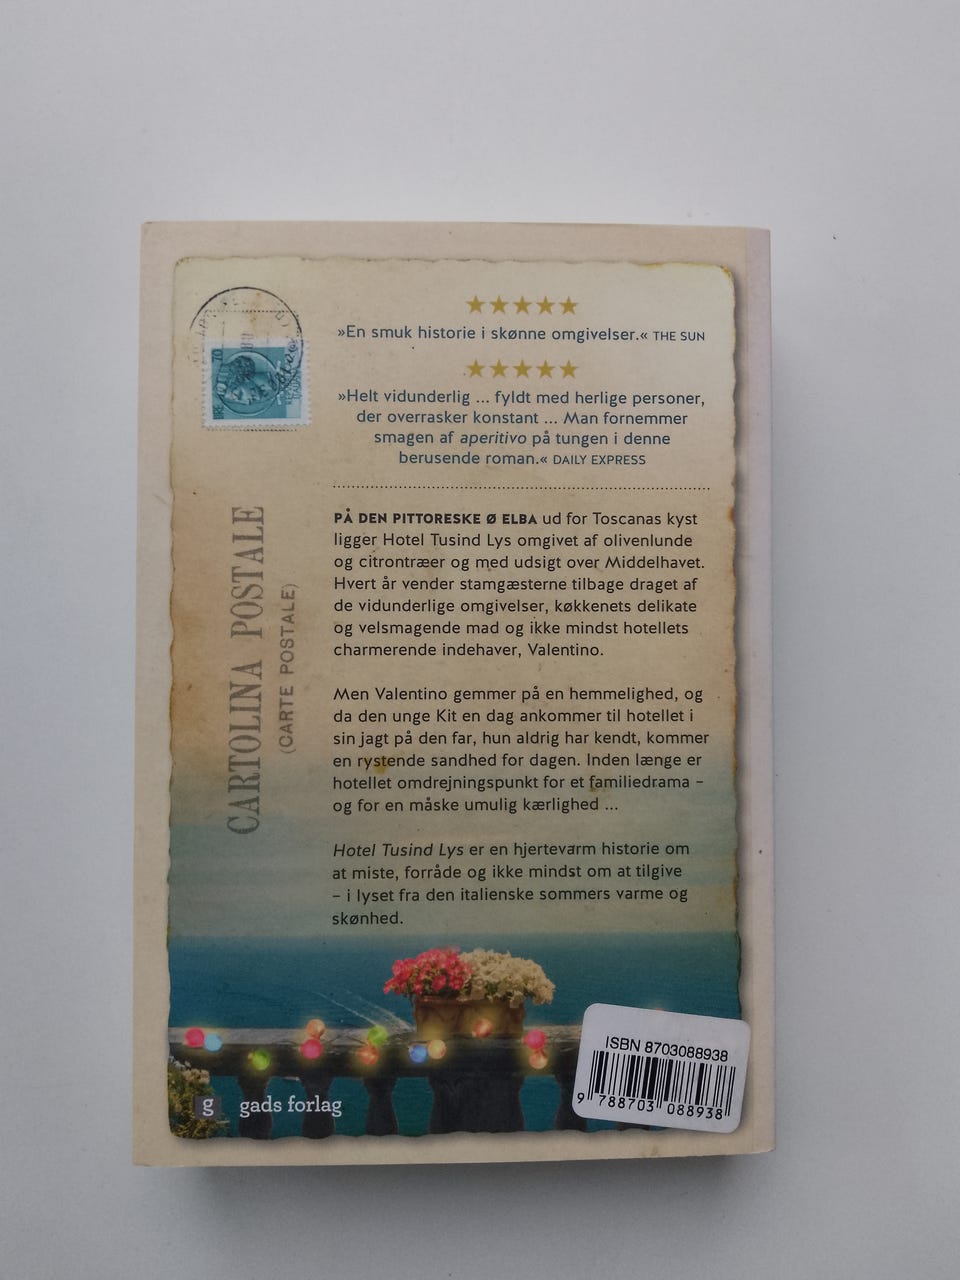 ★★★★★
»En smuk historie i skønne omgivelser.« THE SUN
★★★★★
»Helt vidunderlig ... fyldt med herlige personer,
der overrasker konstant ... Man fornemmer
smagen af aperitivo på tungen i denne
berusende roman.« DAILY EXPRESS
70
CARTOLINA POSTALE
(CARTE POSTALE)
PÅ DEN PITTORESKE Ø ELBA ud for Toscanas kyst
ligger Hotel Tusind Lys omgivet af olivenlunde
og citrontræer og med udsigt over Middelhavet.
Hvert år vender stamgæsterne tilbage draget af
de vidunderlige omgivelser, køkkenets delikate
og velsmagende mad og ikke mindst hotellets
charmerende indehaver, Valentino.
Men Valentino gemmer på en hemmelighed, og
da den unge Kit en dag ankommer til hotellet i
sin jagt på den far, hun aldrig har kendt, kommer
en rystende sandhed for dagen. Inden længe er
hotellet omdrejningspunkt for et familiedrama –
og for en måske umulig kærlighed ...
Hotel Tusind Lys er en hjertevarm historie om
at miste, forråde og ikke mindst om at tilgive
– i lyset fra den italienske sommers varme og
skønhed.
g gads forlag
ISBN 8703088938
9 788703 088938